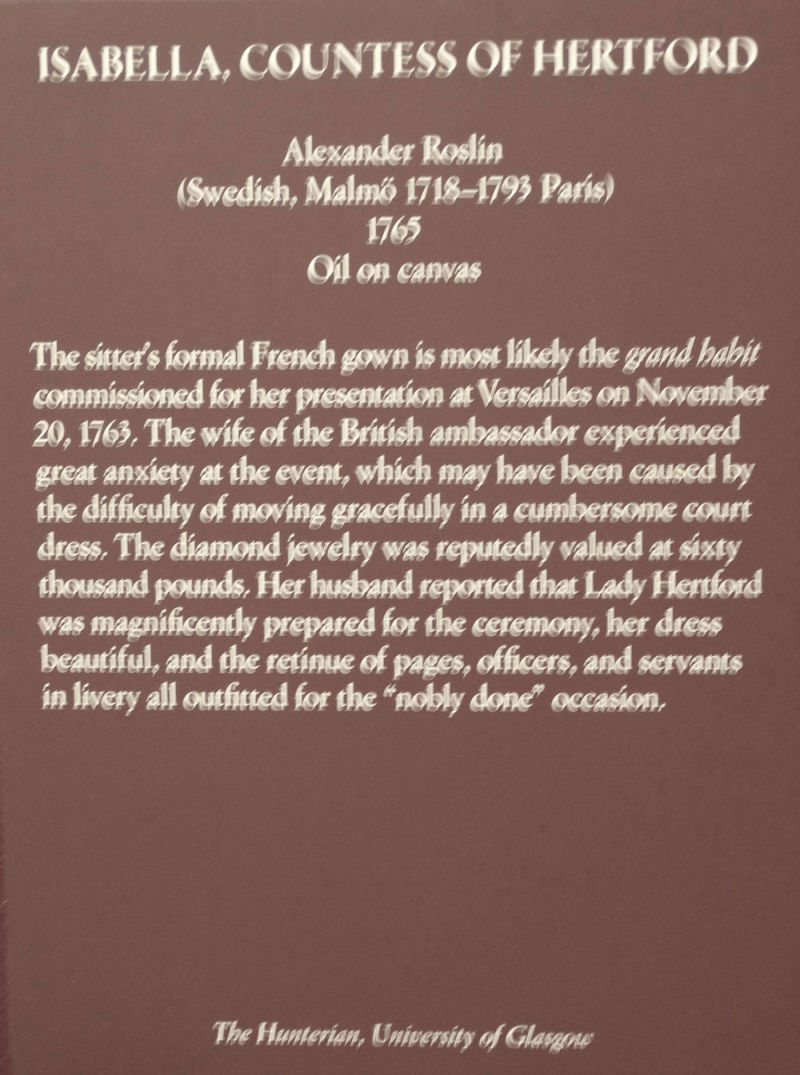 ISABELLA, COUNTESS OF HERTFORD
Alexander Roslin
(Swedish, Malmö 1718–1793 Paris)
1765
Oil on canvas
The sitter's formal French gown is most likely the grand habit
commissioned for her presentation at Versailles on November
20, 1763. The wife of the British ambassador experienced
great anxiety at the event, which may have been caused by
the difficulty of moving gracefully in a cumbersome court
dress. The diamond jewelry was reputedly valued at sixty
thousand pounds. Her husband reported that Lady Hertford
was magnificently prepared for the ceremony, her dress
beautiful, and the retinue of pages, officers, and servants
in livery all outfitted for the “nobly done” occasion.
The Hunterian, University of Glasgow